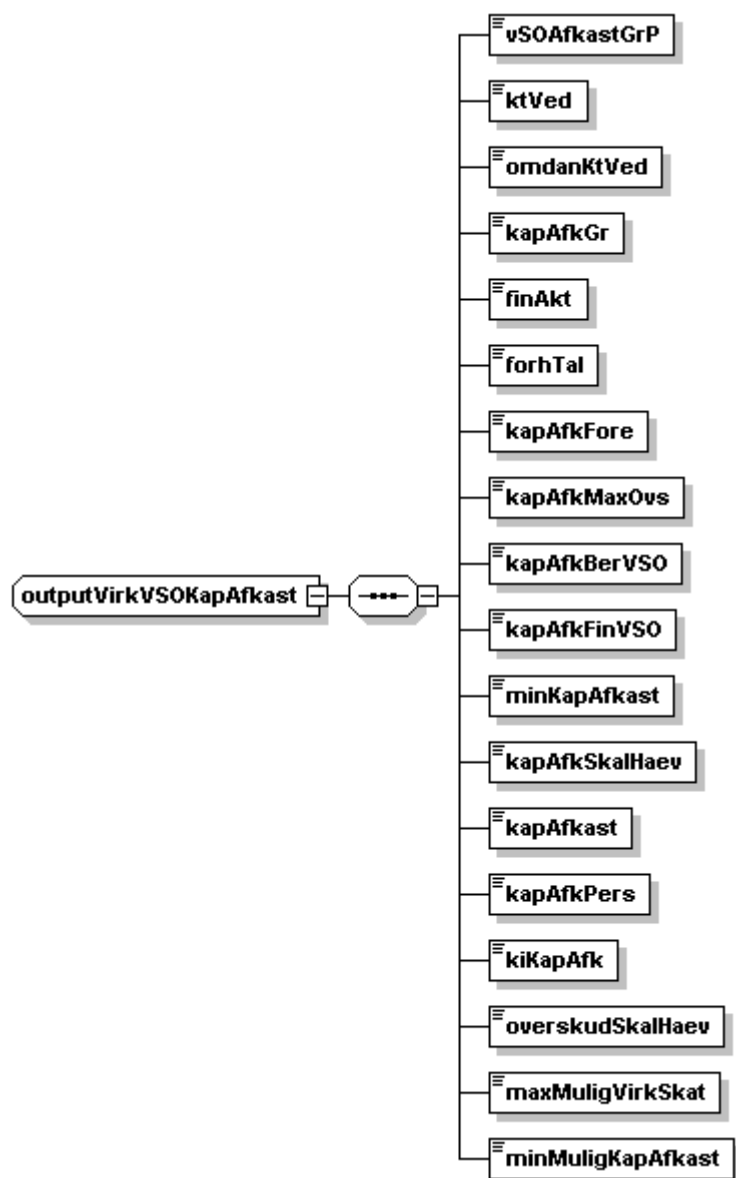 vSOAfkastGrP
ktVed
omdanKtVed
kapAfkGr
finAkt
forhTal
kapAfkFore
kapAfkMaxOvs
kapAfkBerVSO
outputVirkVSOKapAfkast
kapAfkFinVSO
minKapAfkast
kapAfkSkalHaev
kapAfkast
kapAfkPers
kiKapAfk
overskudSkalHaev
maxMuligVirkSkat
minMuligKapAfkast